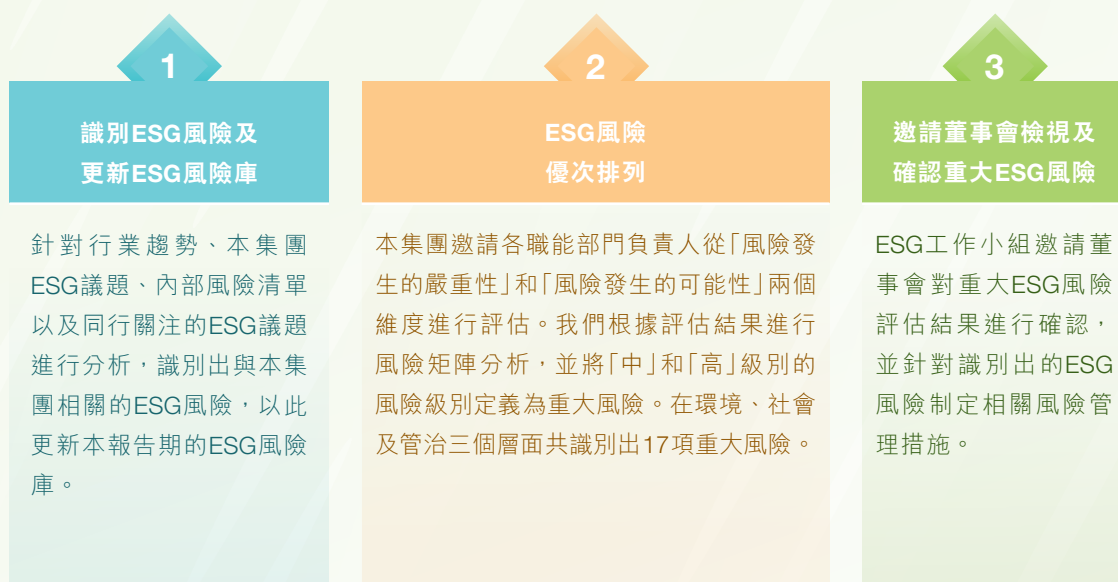 1
識別ESG風險及
更新ESG風險庫
針對行業趨勢、本集團
ESG議題、內部風險清單
以及同行關注的ESG議題
進行分析，識別出與本集
團相關的ESG風險，以此
更新本報告期的ESG風險
庫。
2
ESG風險
優次排列
本集團邀請各職能部門負責人從「風險發
生的嚴重性」和「風險發生的可能性」兩個
維度進行評估。我們根據評估結果進行
風險矩陣分析，並將「中」和「高」級別的
風險級別定義為重大風險。在環境、社會
及管治三個層面共識別出17項重大風險。
3
邀請董事會檢視及
確認重大ESG風險
ESG工作小組邀請董
事會對重大ESG風險
評估結果進行確認，
並針對識別出的ESG
風險制定相關風險管
理措施。